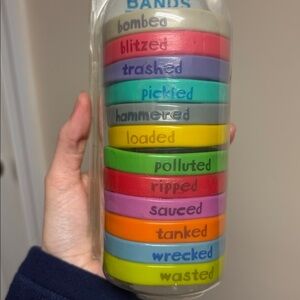 BANDS
bombed
blitzed
trashed
pickled
hammered
loaded
polluted
ripped
sauced
tanked
wrecked
wasted